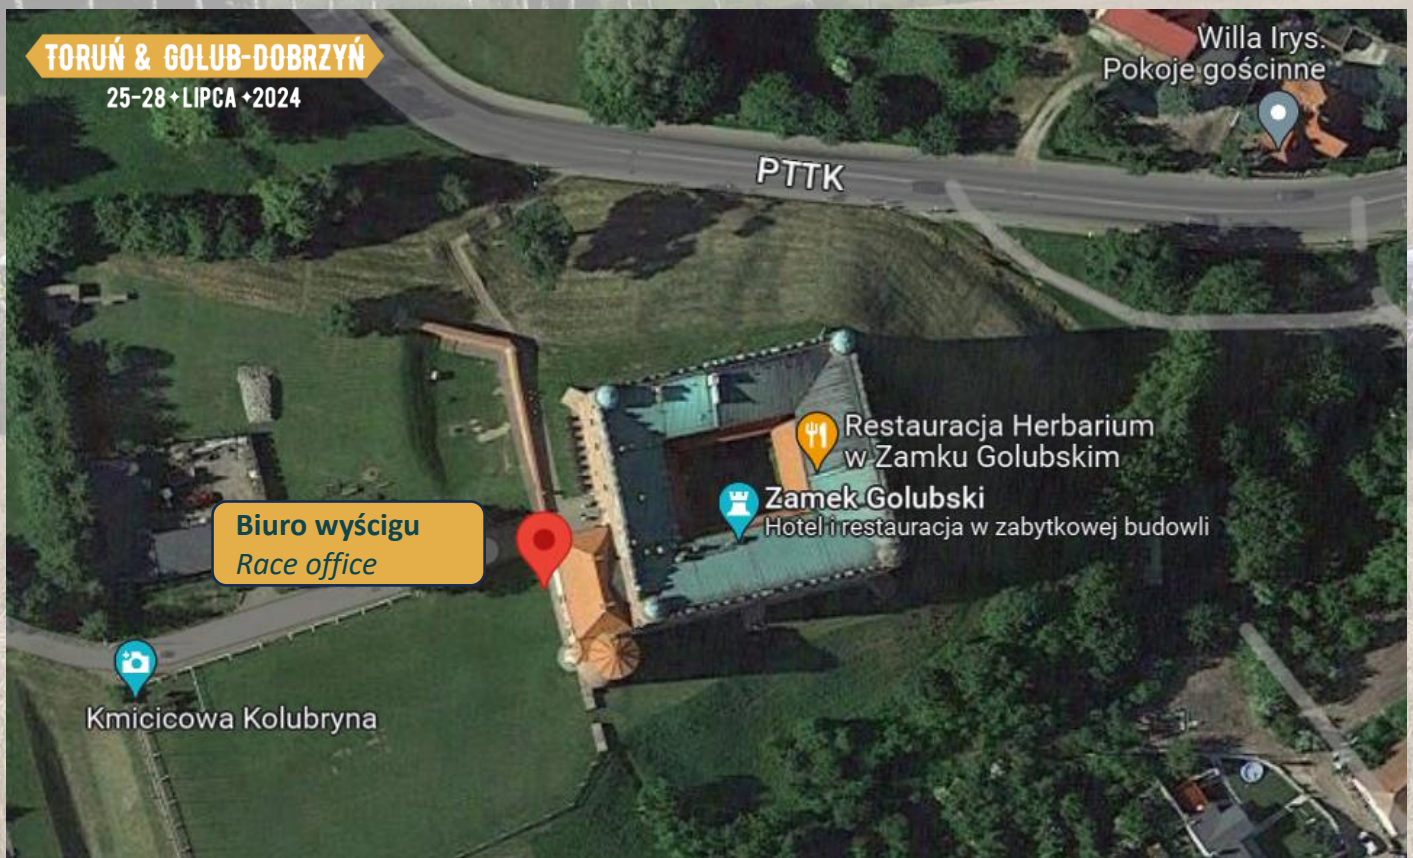 TORUŃ & GOLUB-DOBRZYŃ
25-28✦LIPCA✦2024
Willa Irys.
Pokoje gościnne
PTTK
Restauracja Herbarium
w Zamku Golubskim
Zamek Golubski
Hotel i restauracja w zabytkowej budowli
Biuro wyścigu
Race office
Kmicicowa Kolubryna